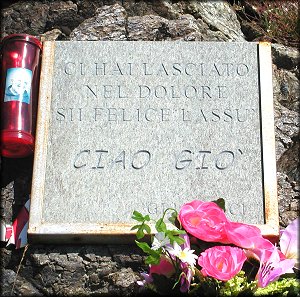 CI HAI LASCIATO
NEL DOLORE
SII FELICE LASSU'
CIAO GIO'